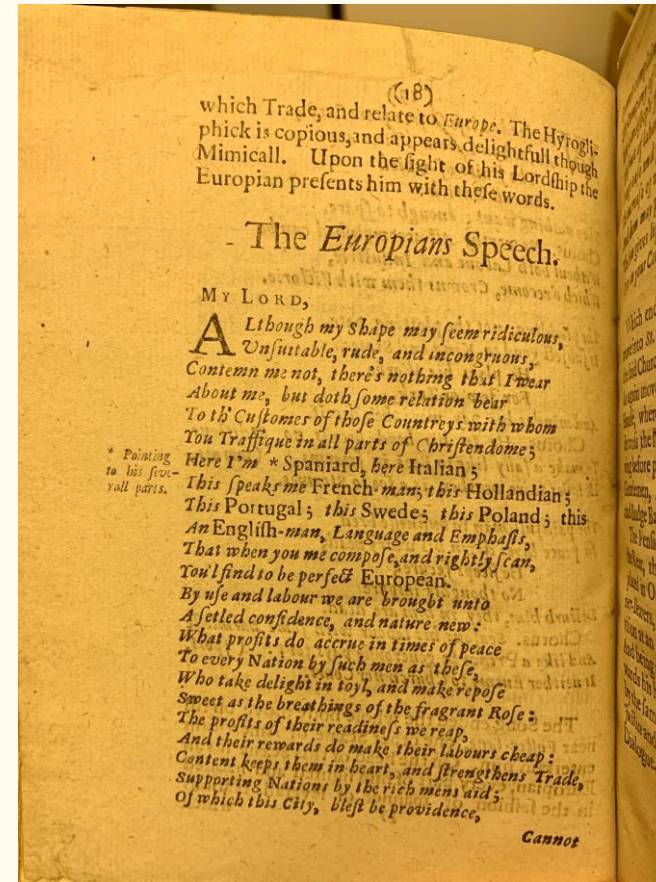 (18)
which Trade, and relate to Europe. The Hyrogli-
phick is copious, and appears delightfull though
Mimicall. Upon the ſight of his Lordſhip the
Europian preſents him with theſe words.
The Europians Speech.
MY LORD,
ALthough my ſhape may ſeem ridiculous,
Unſuitable, rude, and incongruous,
Contemn me not, there's nothing that I wear
About me, but doth ſome relation bear
To th' Cuſtomes of thoſe Countreys with whom
You Traffique in all parts of Chriſtendome;
Here I'm * Spaniard, here Italian;
* Pointing
to his ſeve-
rall parts.
This ſpeaks me French-man; this Hollandian;
This Portugal; this Swede; this Poland; this
An Engliſh-man, Language and Emphaſis,
That when you me compoſe, and rightly ſcan,
You'l find to be perfect European.
By uſe and labour we are brought unto
A ſetled confidence, and nature new:
What profits do accrue in times of peace
To every Nation by ſuch men as theſe,
Who take delight in toyl, and make repoſe
Sweet as the breathings of the fragrant Roſe:
The profits of their readineſs we reap,
And their rewards do make their labours cheap:
Content keeps them in heart, and ſtrengthens Trade,
Supporting Nations by the rich mens aid;
Of which this City, bleſt be providence,
Cannot